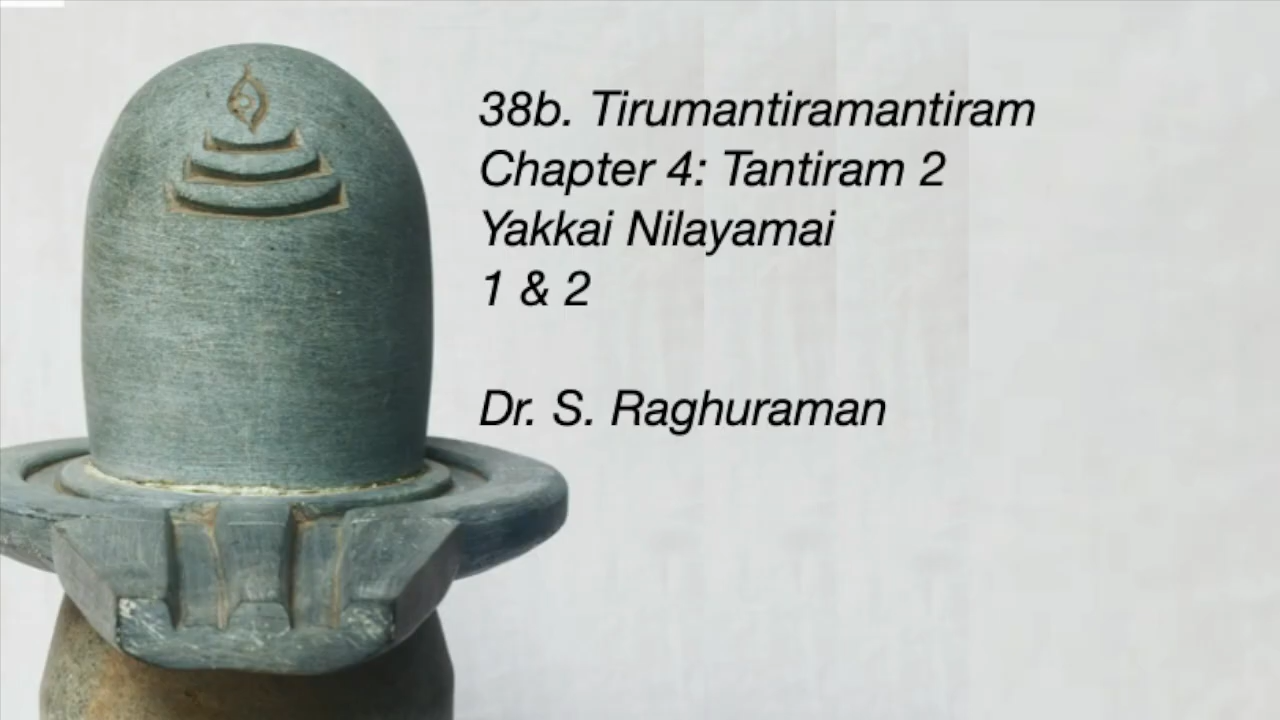 38b. Tirumantiramantiram
Chapter 4: Tantiram 2
Yakkai Nilayamai
1 & 2
Dr. S. Raghuraman